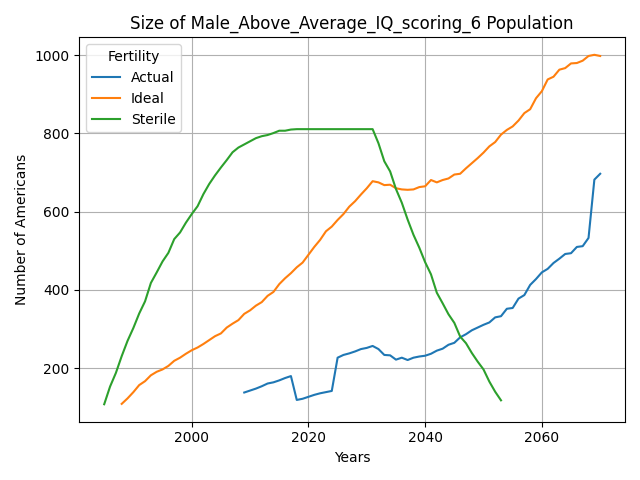 Size of Male_Above_Average_IQ_scoring_6 Population
Fertility
Actual
Ideal
Sterile
Number of Americans
1000
800
600
400
200
2000
2020
2040
2060
Years